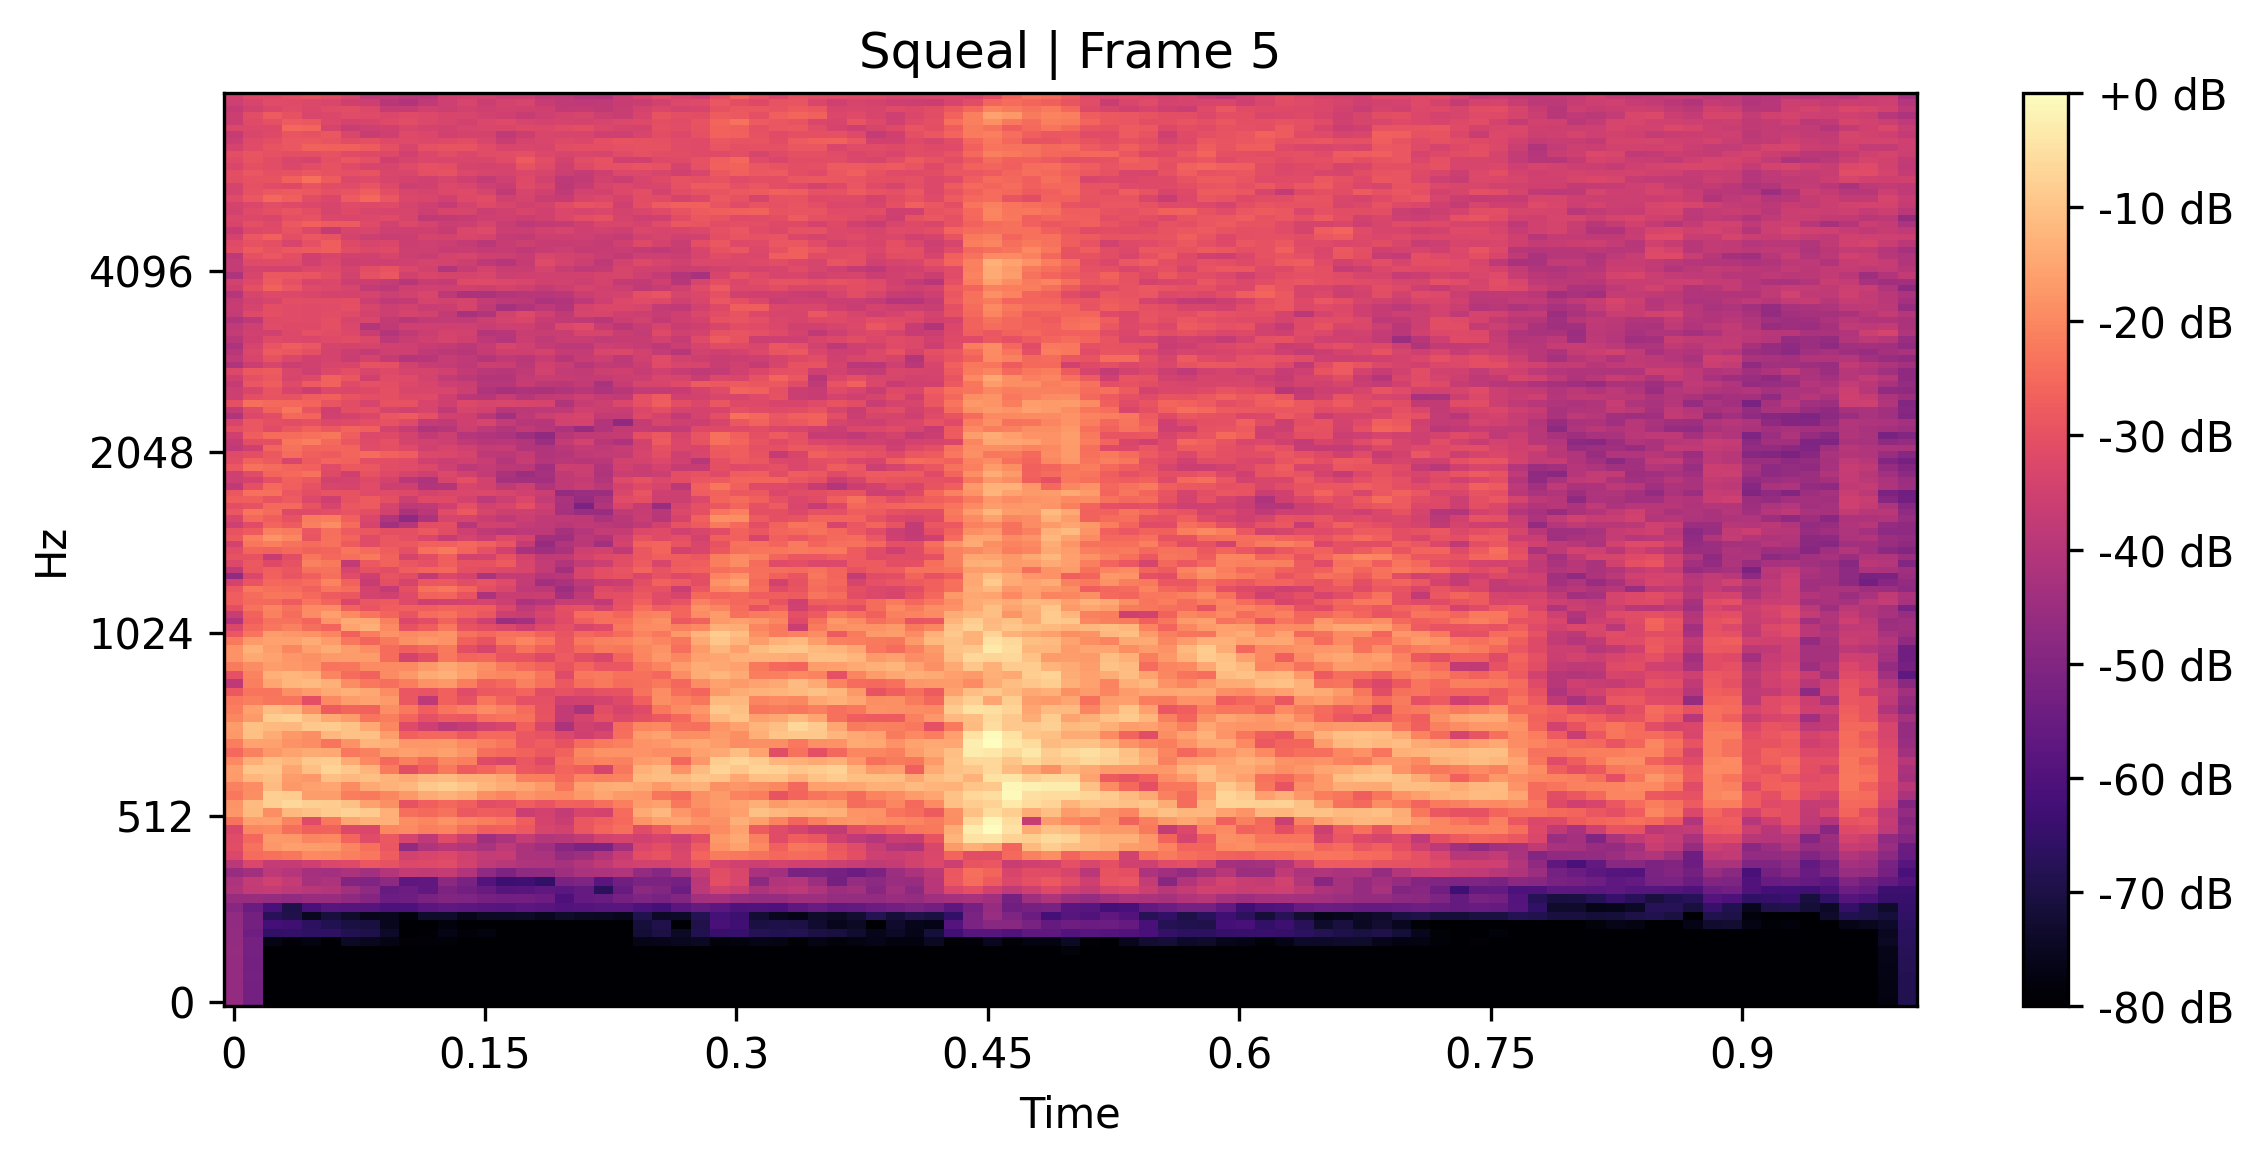 Squeal | Frame 5
+0 dB
-10 dB
-20 dB
-30 dB
-40 dB
-50 dB
-60 dB
-70 dB
-80 dB
Hz
4096
2048
1024
512
0
0 0.15 0.3 0.45 0.6 0.75 0.9
Time